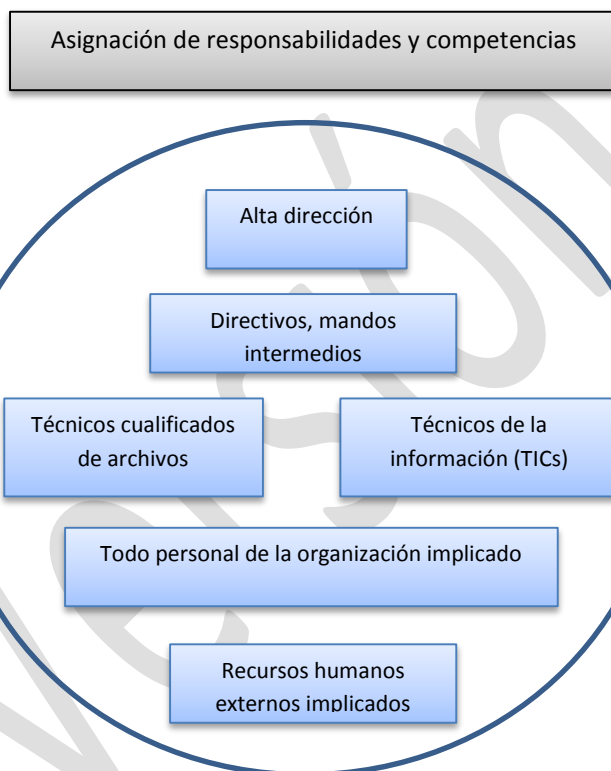 Asignación de responsabilidades y competencias
Alta dirección
Directivos, mandos
intermedios
Técnicos cualificados
de archivos
Técnicos de la
información (TICs)
Todo personal de la organización implicado
Recursos humanos
externos implicados
versión